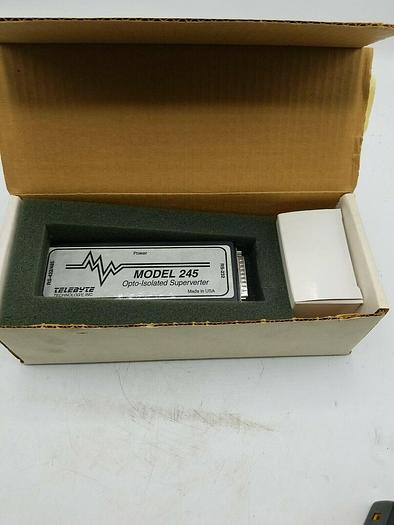 Power
RS-422/485
MODEL 245
Opto-Isolated Superverter
RS-232
TELEBYTE
TECHNOLOGY, INC.
Made in USA